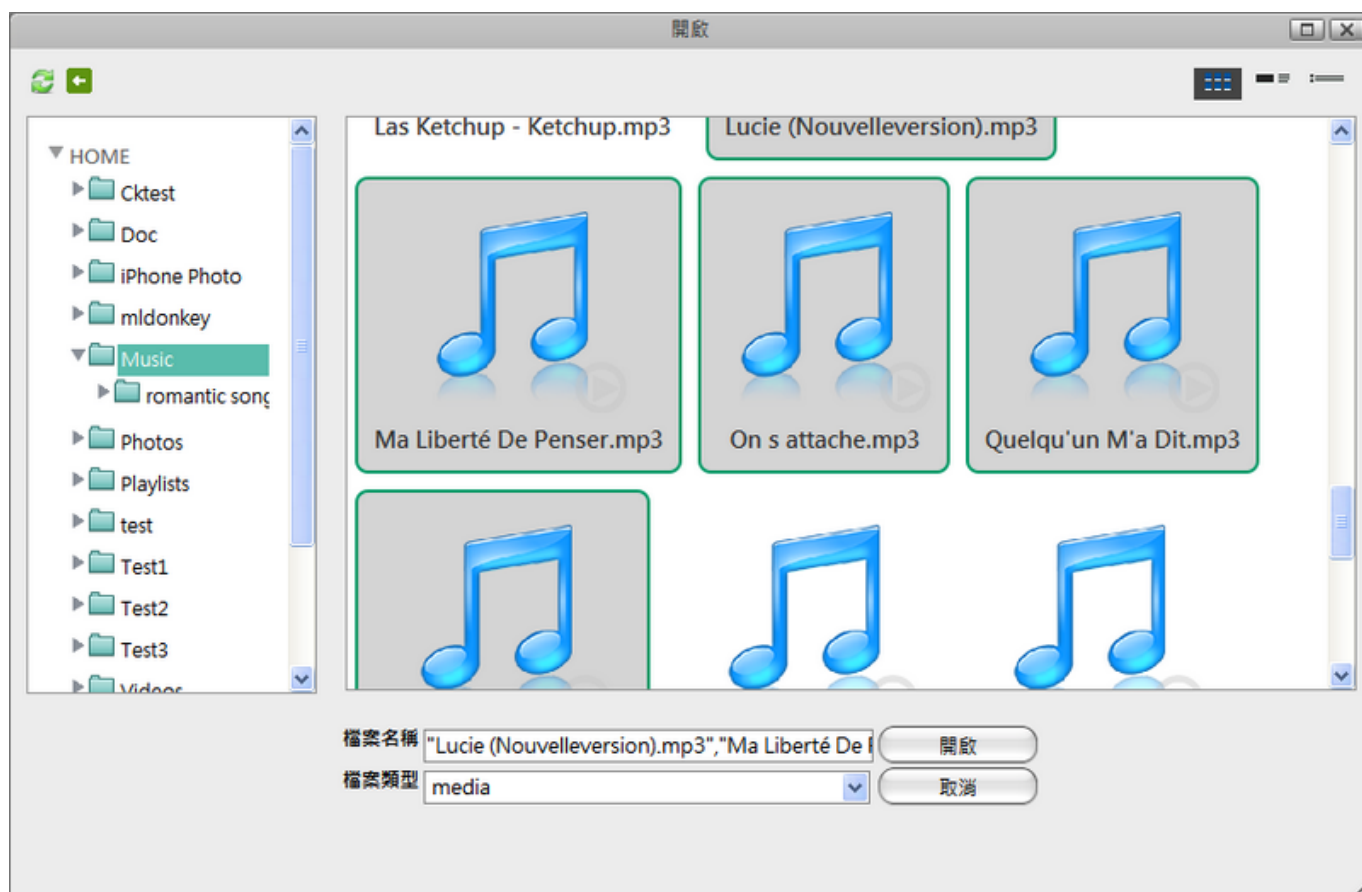 開啟
HOME
Cktest
Doc
iPhone Photo
mldonkey
Music
romantic song
Photos
Playlists
test
Test1
Test2
Test3
Videos
Las Ketchup - Ketchup.mp3
Lucie (Nouvelleversion).mp3
Ma Liberté De Penser.mp3
On s attache.mp3
Quelqu'un M'a Dit.mp3
檔案名稱 "Lucie (Nouvelleversion).mp3","Ma Liberté De 開啟
檔案類型 media 取消